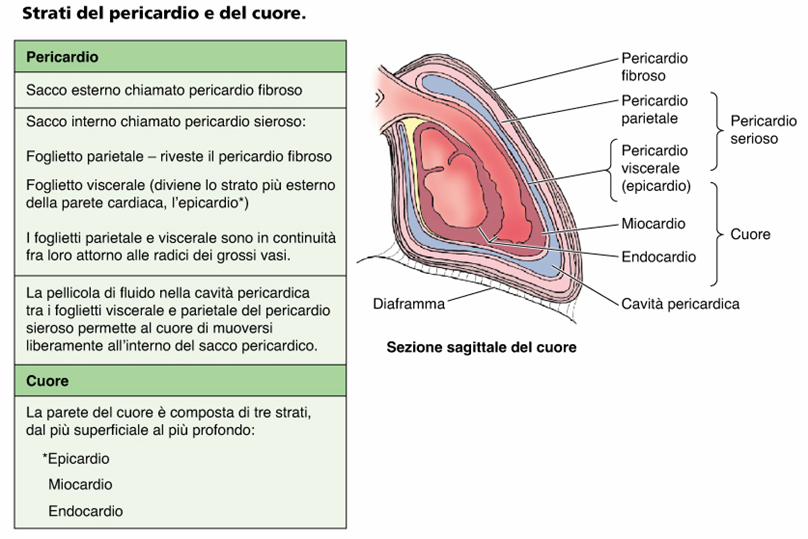 Strati del pericardio e del cuore.
Pericardio
Sacco esterno chiamato pericardio fibroso
Sacco interno chiamato pericardio sieroso:
Foglietto parietale – riveste il pericardio fibroso
Foglietto viscerale (diviene lo strato più esterno
della parete cardiaca, l’epicardio*)
I foglietti parietale e viscerale sono in continuità
fra loro attorno alle radici dei grossi vasi.
La pellicola di fluido nella cavità pericardica
tra i foglietti viscerale e parietale del pericardio
sieroso permette al cuore di muoversi
liberamente all’interno del sacco pericardico.
Cuore
La parete del cuore è composta di tre strati,
dal più superficiale al più profondo:
*Epicardio
Miocardio
Endocardio
Pericardio
fibroso
Pericardio
parietale
Pericardio
serioso
Pericardio
viscerale
(epicardio)
Miocardio
Cuore
Endocardio
Diaframma
Cavità pericardica
Sezione sagittale del cuore